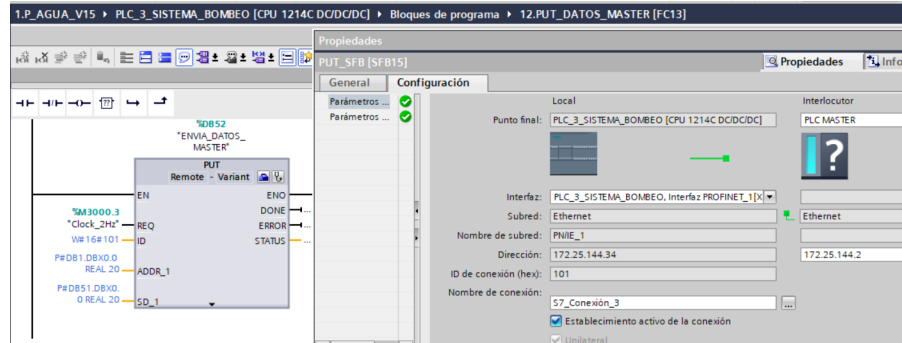 1.P_AGUA_V15 ▸ PLC_3_SISTEMA_BOMBEO [CPU 1214C DC/DC/DC] ▸ Bloques de programa ▸ 12.PUT_DATOS_MASTER [FC13]
Propiedades
PUT_SFB [SFB15]
Propiedades
Info
General
Configuración
Parámetros ...
Parámetros ...
Local
Interlocutor
Punto final:
PLC_3_SISTEMA_BOMBEO [CPU 1214C DC/DC/DC]
PLC MASTER
?
Interfaz:
PLC_3_SISTEMA_BOMBEO, Interfaz PROFINET_1[X
Subred:
Ethernet
Ethernet
Nombre de subred:
PN/IE_1
Dirección:
172.25.144.34
172.25.144.2
ID de conexión (hex):
101
Nombre de conexión:
S7_Conexión_3
...
Establecimiento activo de la conexión
Unilateral
??
%DB52
"ENVIA_DATOS_
MASTER"
PUT
Remote - Variant
EN
ENO
%M3000.3
"Clock_2Hz"
REQ
DONE
...
ERROR
...
W#16#101
ID
STATUS
...
P#DB1.DBX0.0
REAL 20
ADDR_1
P#DB51.DBX0.
0 REAL 20
SD_1